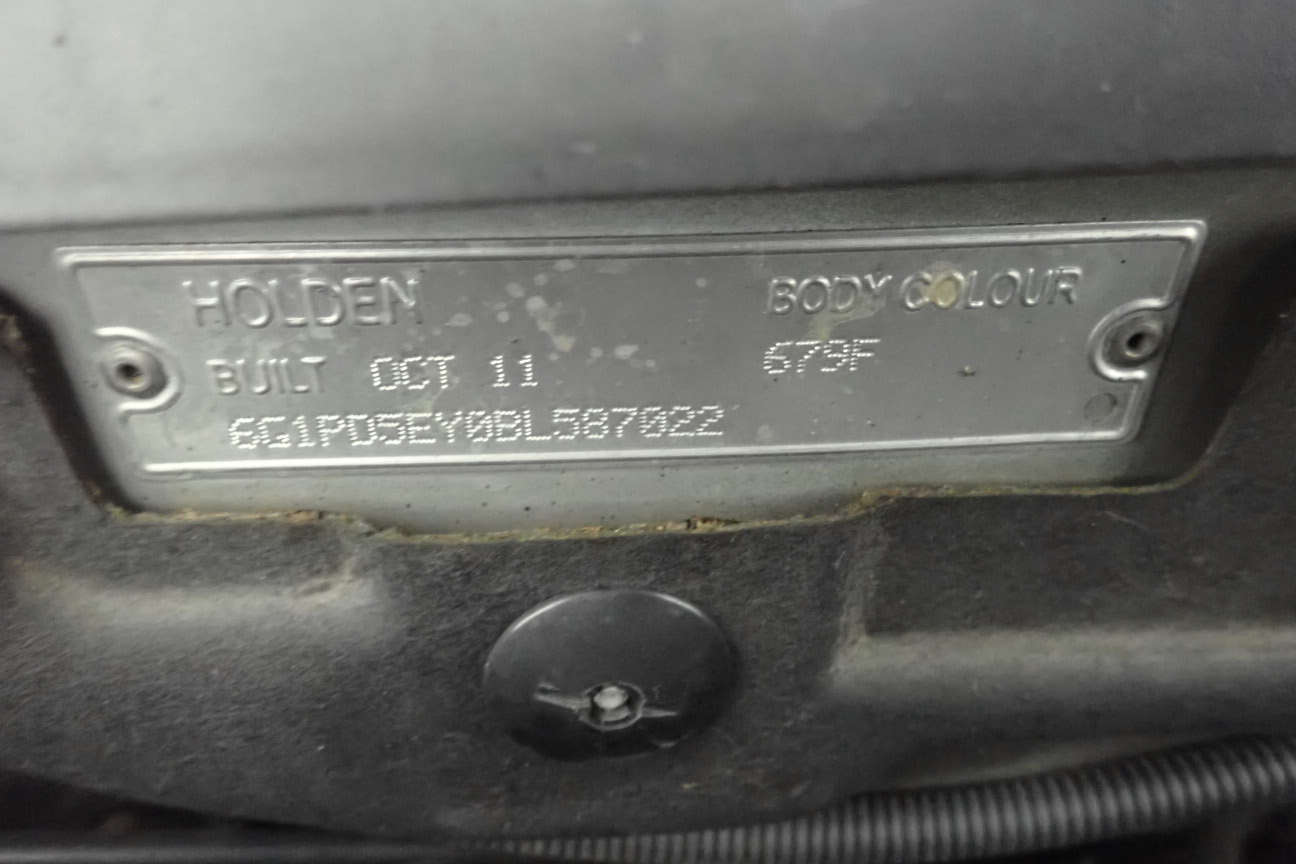 HOLDEN BODY COLOUR
BUILT OCT 11 679F
6G1PD5EY0BL587022